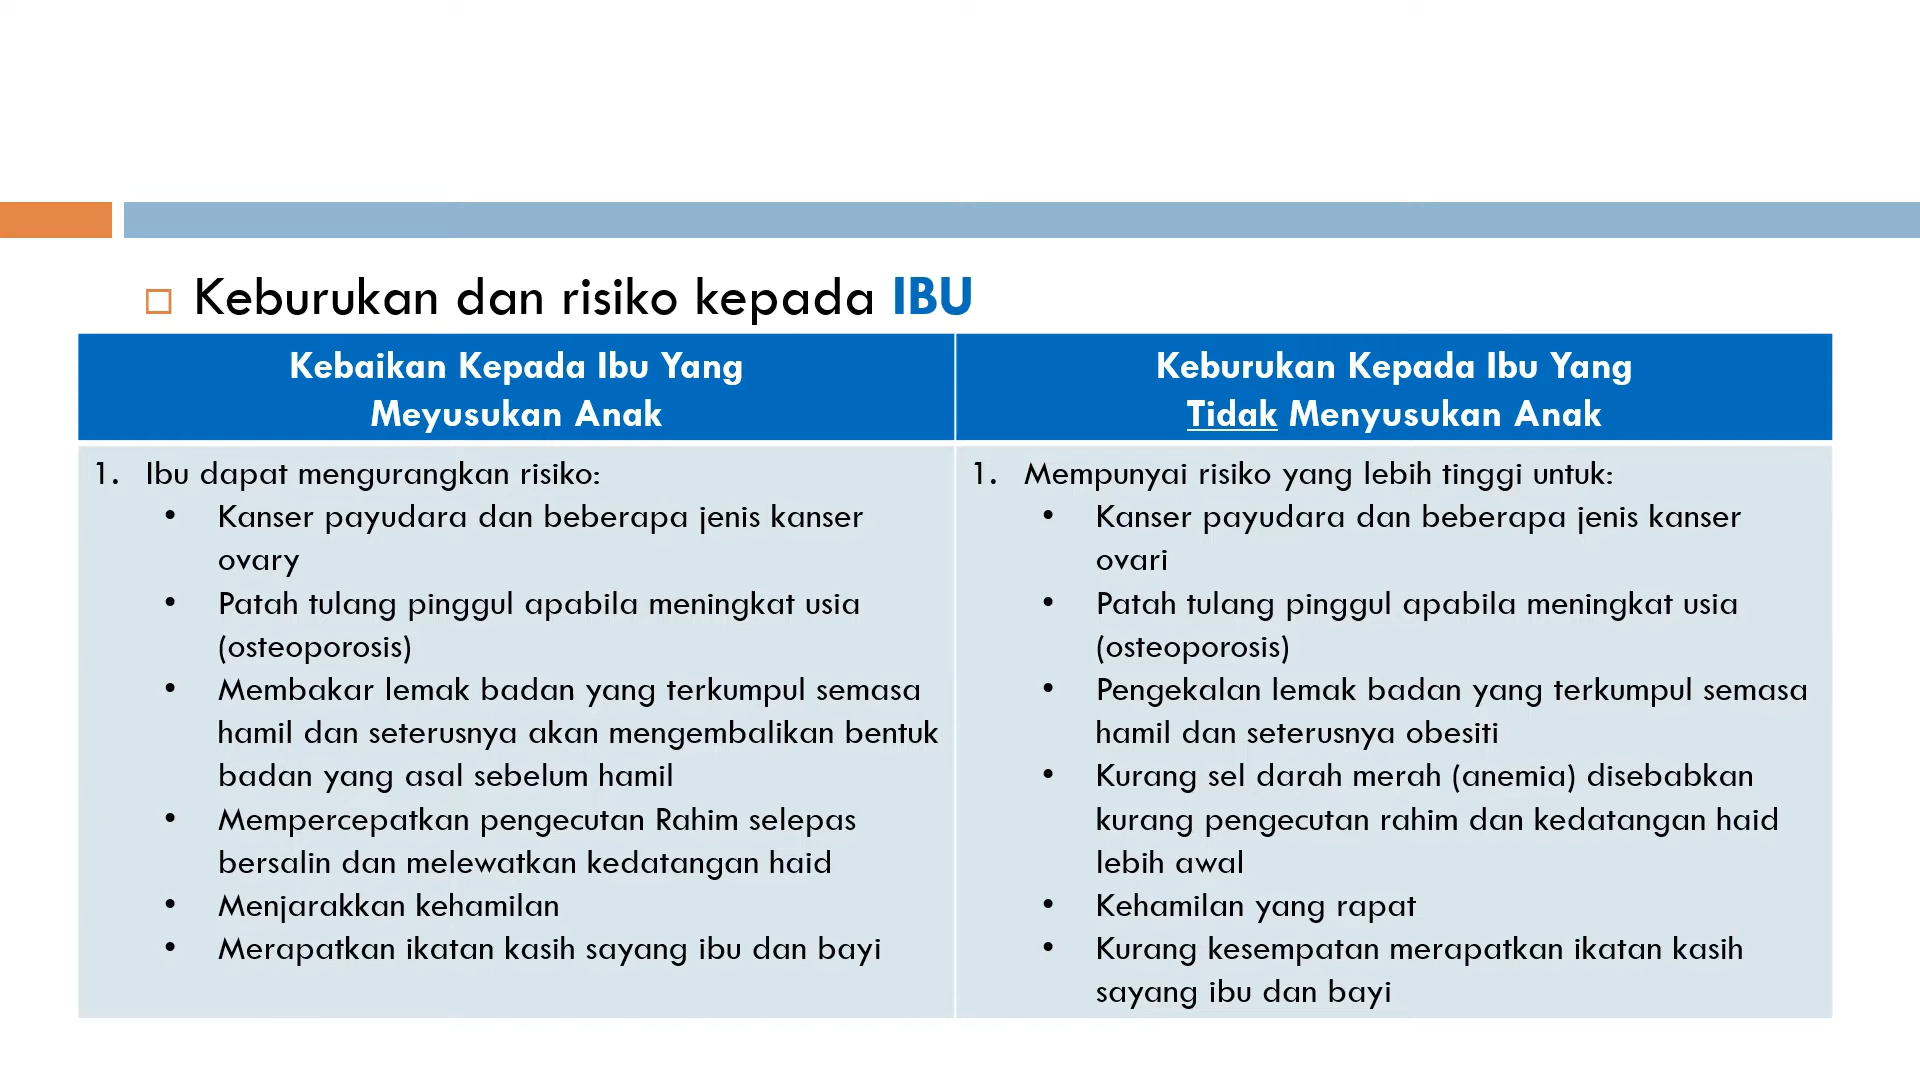 Keburukan dan risiko kepada IBU
Kebaikan Kepada Ibu Yang
Meyusukan Anak
Keburukan Kepada Ibu Yang
Tidak Menyusukan Anak
1. Ibu dapat mengurangkan risiko:
• Kanser payudara dan beberapa jenis kanser
ovary
• Patah tulang pinggul apabila meningkat usia
(osteoporosis)
• Membakar lemak badan yang terkumpul semasa
hamil dan seterusnya akan mengembalikan bentuk
badan yang asal sebelum hamil
• Mempercepatkan pengecutan Rahim selepas
bersalin dan melewatkan kedatangan haid
• Menjarakkan kehamilan
• Merapatkan ikatan kasih sayang ibu dan bayi
1. Mempunyai risiko yang lebih tinggi untuk:
• Kanser payudara dan beberapa jenis kanser
ovari
• Patah tulang pinggul apabila meningkat usia
(osteoporosis)
• Pengekalan lemak badan yang terkumpul semasa
hamil dan seterusnya obesiti
• Kurang sel darah merah (anemia) disebabkan
kurang pengecutan rahim dan kedatangan haid
lebih awal
• Kehamilan yang rapat
• Kurang kesempatan merapatkan ikatan kasih
sayang ibu dan bayi